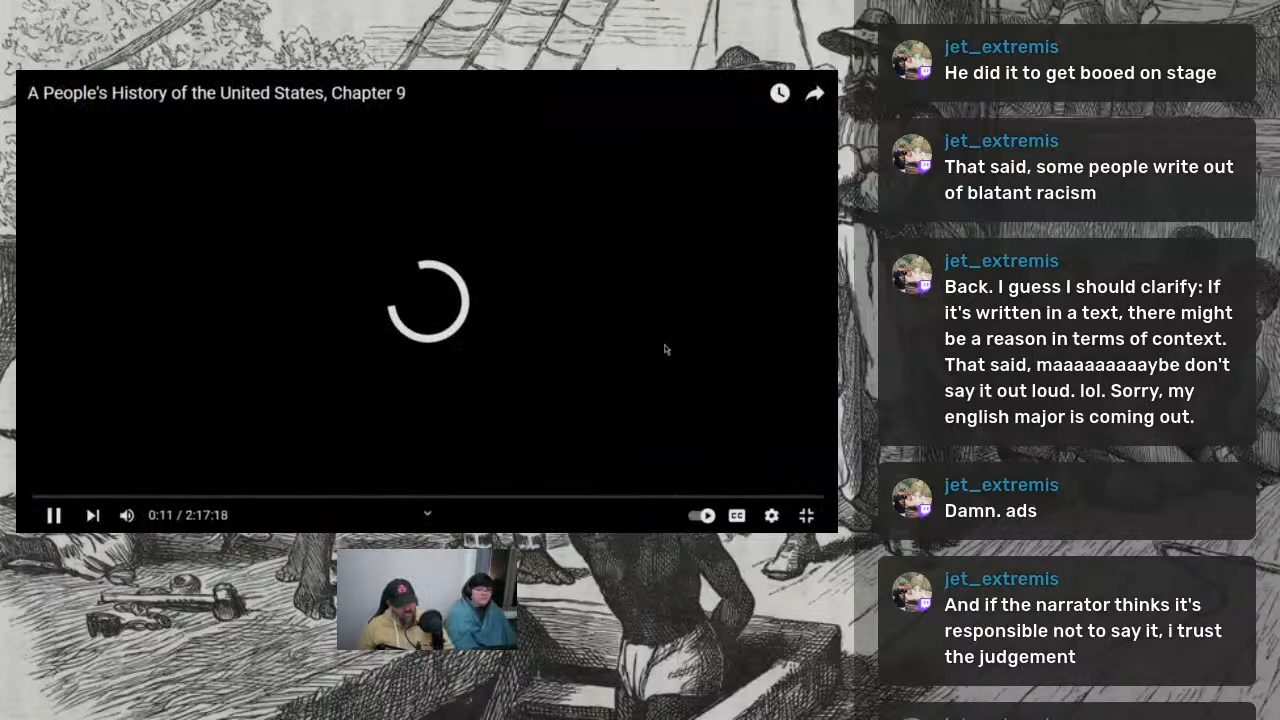 A People's History of the United States, Chapter 9
0:11 / 2:17:18
CC
jet_extremis
He did it to get booed on stage
jet_extremis
That said, some people write out
of blatant racism
jet_extremis
Back. I guess I should clarify: If
it's written in a text, there might
be a reason in terms of context.
That said, maaaaaaaaybe don't
say it out loud. lol. Sorry, my
english major is coming out.
jet_extremis
Damn. ads
jet_extremis
And if the narrator thinks it's
responsible not to say it, i trust
the judgement